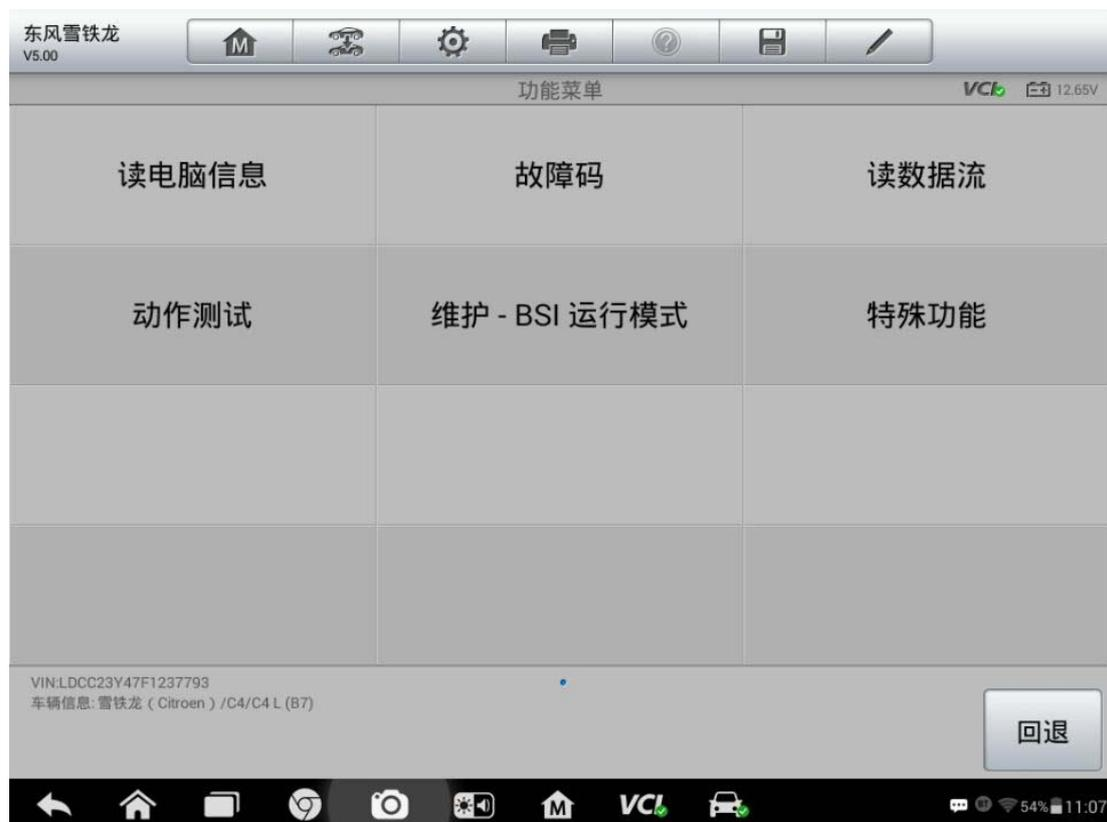 东风雪铁龙
V5.00
M
?
功能菜单
VCI 12.65V
读电脑信息 故障码 读数据流
动作测试 维护 - BSI 运行模式 特殊功能
VIN:LDCC23Y47F1237793
车辆信息: 雪铁龙 ( Citroen ) /C4/C4 L (B7)
回退
M VCI 54% 11:07